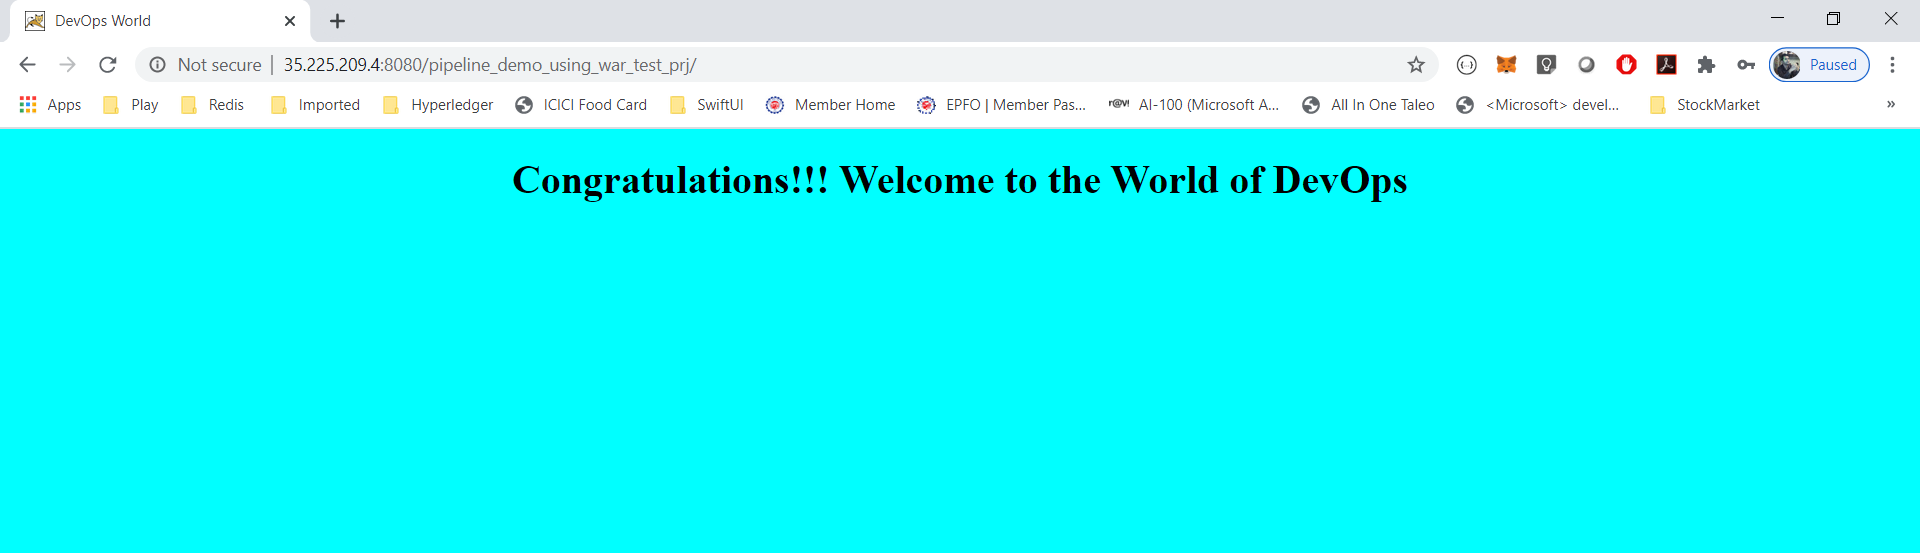 DevOps World
Not secure | 35.225.209.4:8080/pipeline_demo_using_war_test_prj/ Paused
Apps Play Redis Imported Hyperledger ICICI Food Card SwiftUI Member Home EPFO | Member Pas... r@v! AI-100 (Microsoft A... All In One Taleo <Microsoft> devel... StockMarket »
Congratulations!!! Welcome to the World of DevOps